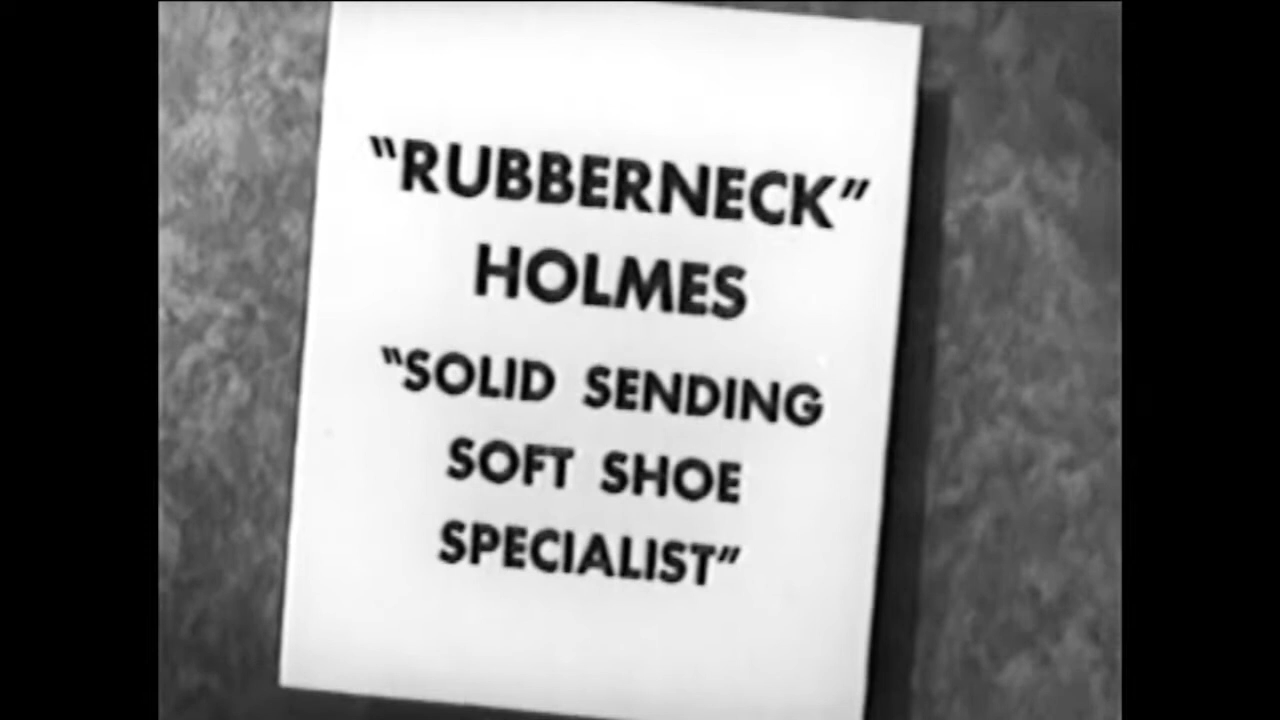 “RUBBERNECK”
HOLMES
“SOLID SENDING
SOFT SHOE
SPECIALIST”